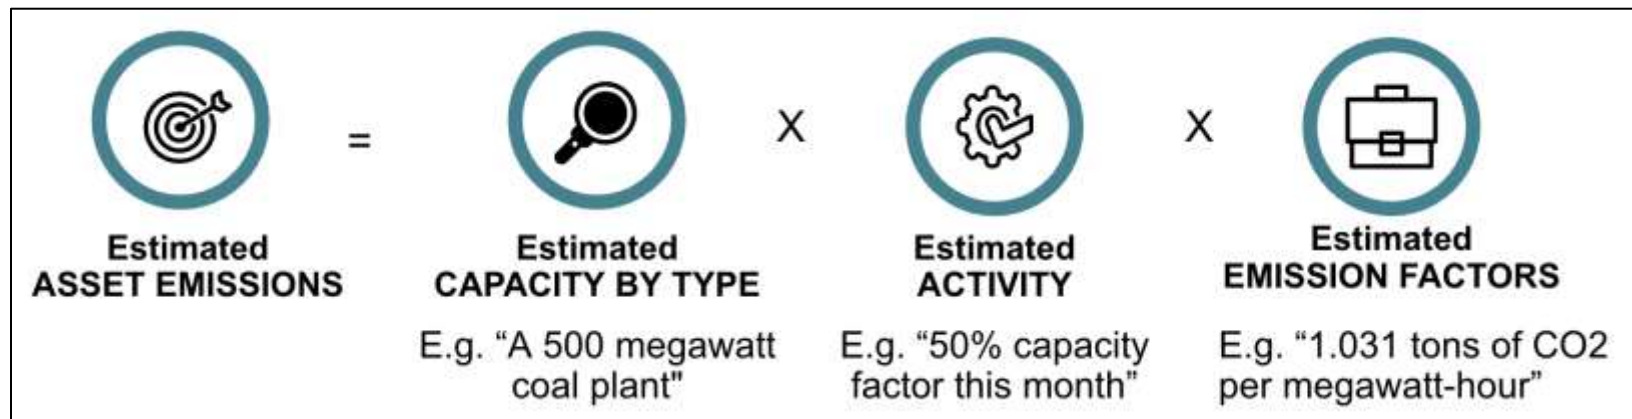 =
X
X
Estimated
ASSET EMISSIONS
Estimated
CAPACITY BY TYPE
E.g. “A 500 megawatt
coal plant"
Estimated
ACTIVITY
E.g. “50% capacity
factor this month”
Estimated
EMISSION FACTORS
E.g. “1.031 tons of CO2
per megawatt-hour”